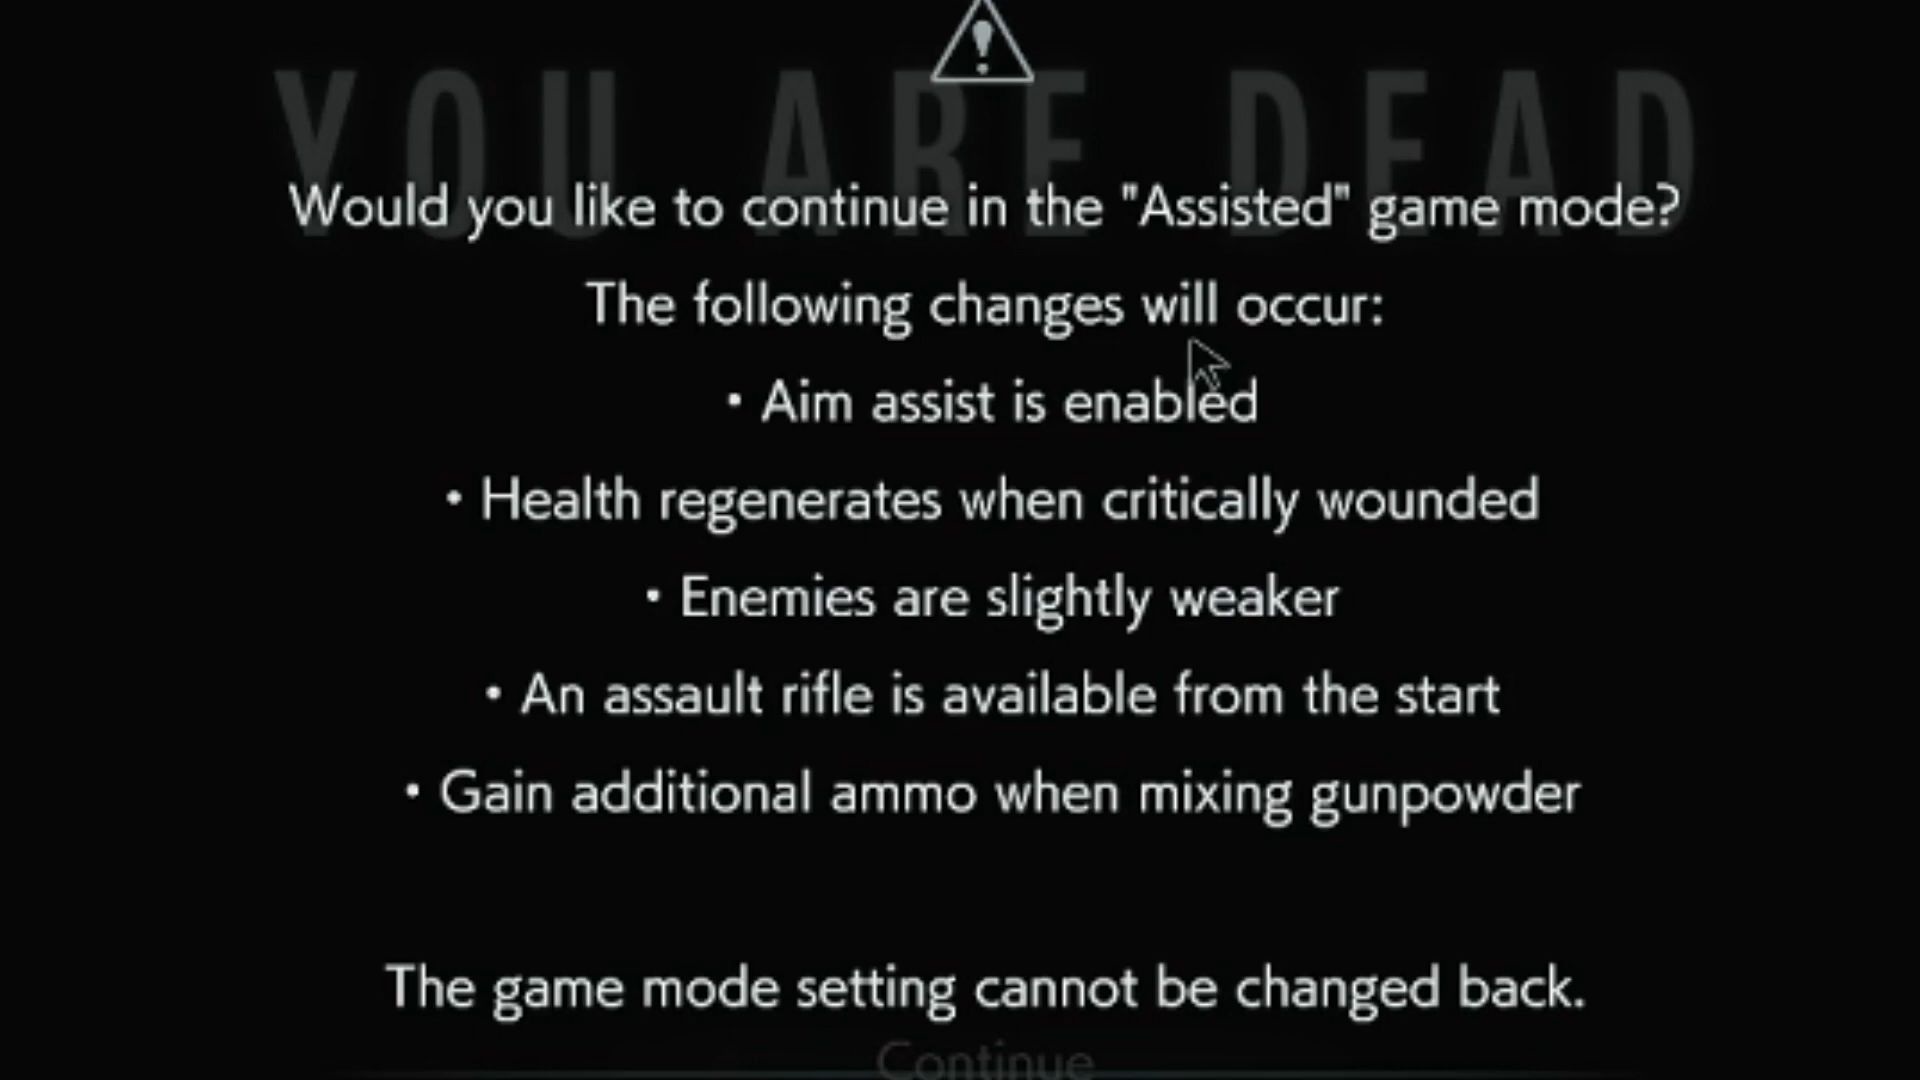 YOU ARE DEAD
Would you like to continue in the "Assisted" game mode?
The following changes will occur:
• Aim assist is enabled
• Health regenerates when critically wounded
• Enemies are slightly weaker
• An assault rifle is available from the start
• Gain additional ammo when mixing gunpowder
The game mode setting cannot be changed back.
Continue